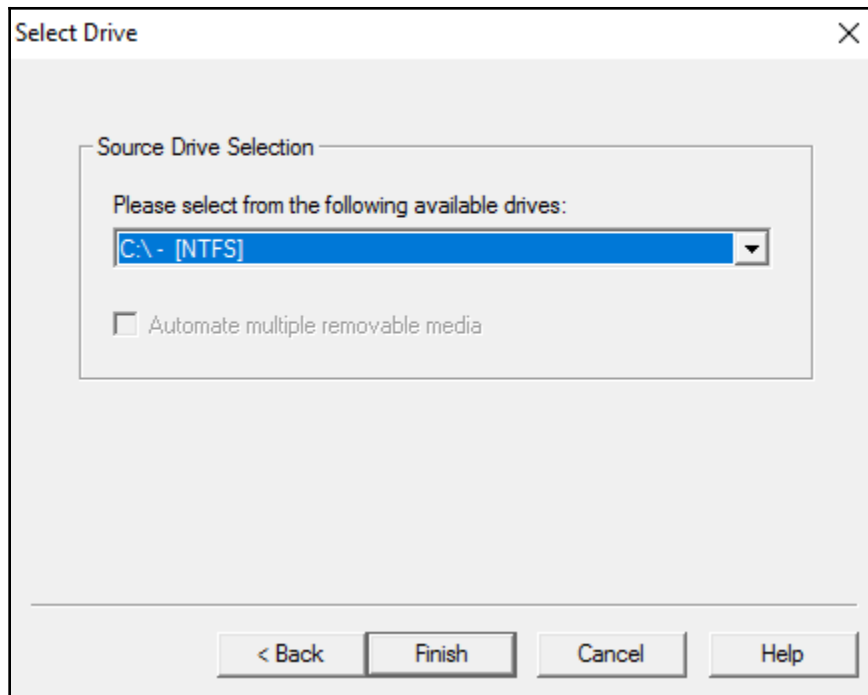 Select Drive
Source Drive Selection
Please select from the following available drives:
C:\ - [NTFS]
Automate multiple removable media
< Back Finish Cancel Help